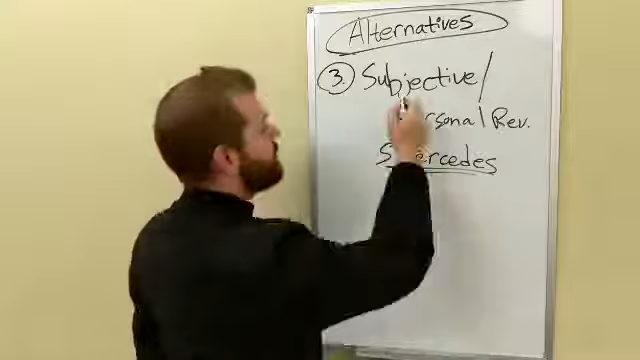 Alternatives
3. Subjective/
Personal Rev.
Supercedes